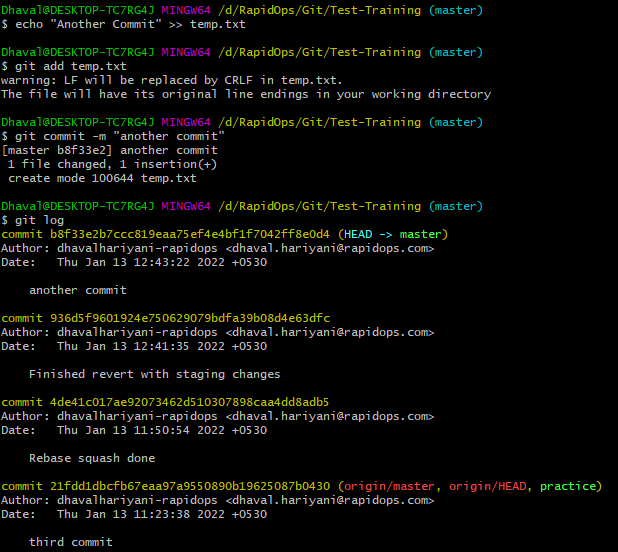 Dhaval@DESKTOP-TC7RG4J MINGW64 /d/RapidOps/Git/Test-Training (master)
$ echo "Another Commit" >> temp.txt
Dhaval@DESKTOP-TC7RG4J MINGW64 /d/RapidOps/Git/Test-Training (master)
$ git add temp.txt
warning: LF will be replaced by CRLF in temp.txt.
The file will have its original line endings in your working directory
Dhaval@DESKTOP-TC7RG4J MINGW64 /d/RapidOps/Git/Test-Training (master)
$ git commit -m "another commit"
[master b8f33e2] another commit
 1 file changed, 1 insertion(+)
 create mode 100644 temp.txt
Dhaval@DESKTOP-TC7RG4J MINGW64 /d/RapidOps/Git/Test-Training (master)
$ git log
commit b8f33e2b7ccc819eaa75ef4e4bf1f7042ff8e0d4 (HEAD -> master)
Author: dhavalhariyani-rapidops <dhaval.hariyani@rapidops.com>
Date:   Thu Jan 13 12:43:22 2022 +0530
    another commit
commit 936d5f9601924e750629079bdfa39b08d4e63dfc
Author: dhavalhariyani-rapidops <dhaval.hariyani@rapidops.com>
Date:   Thu Jan 13 12:41:35 2022 +0530
    Finished revert with staging changes
commit 4de41c017ae92073462d510307898caa4dd8adb5
Author: dhavalhariyani-rapidops <dhaval.hariyani@rapidops.com>
Date:   Thu Jan 13 11:50:54 2022 +0530
    Rebase squash done
commit 21fdd1dbcfb67eaa97a9550890b19625087b0430 (origin/master, origin/HEAD, practice)
Author: dhavalhariyani-rapidops <dhaval.hariyani@rapidops.com>
Date:   Thu Jan 13 11:23:38 2022 +0530
    third commit